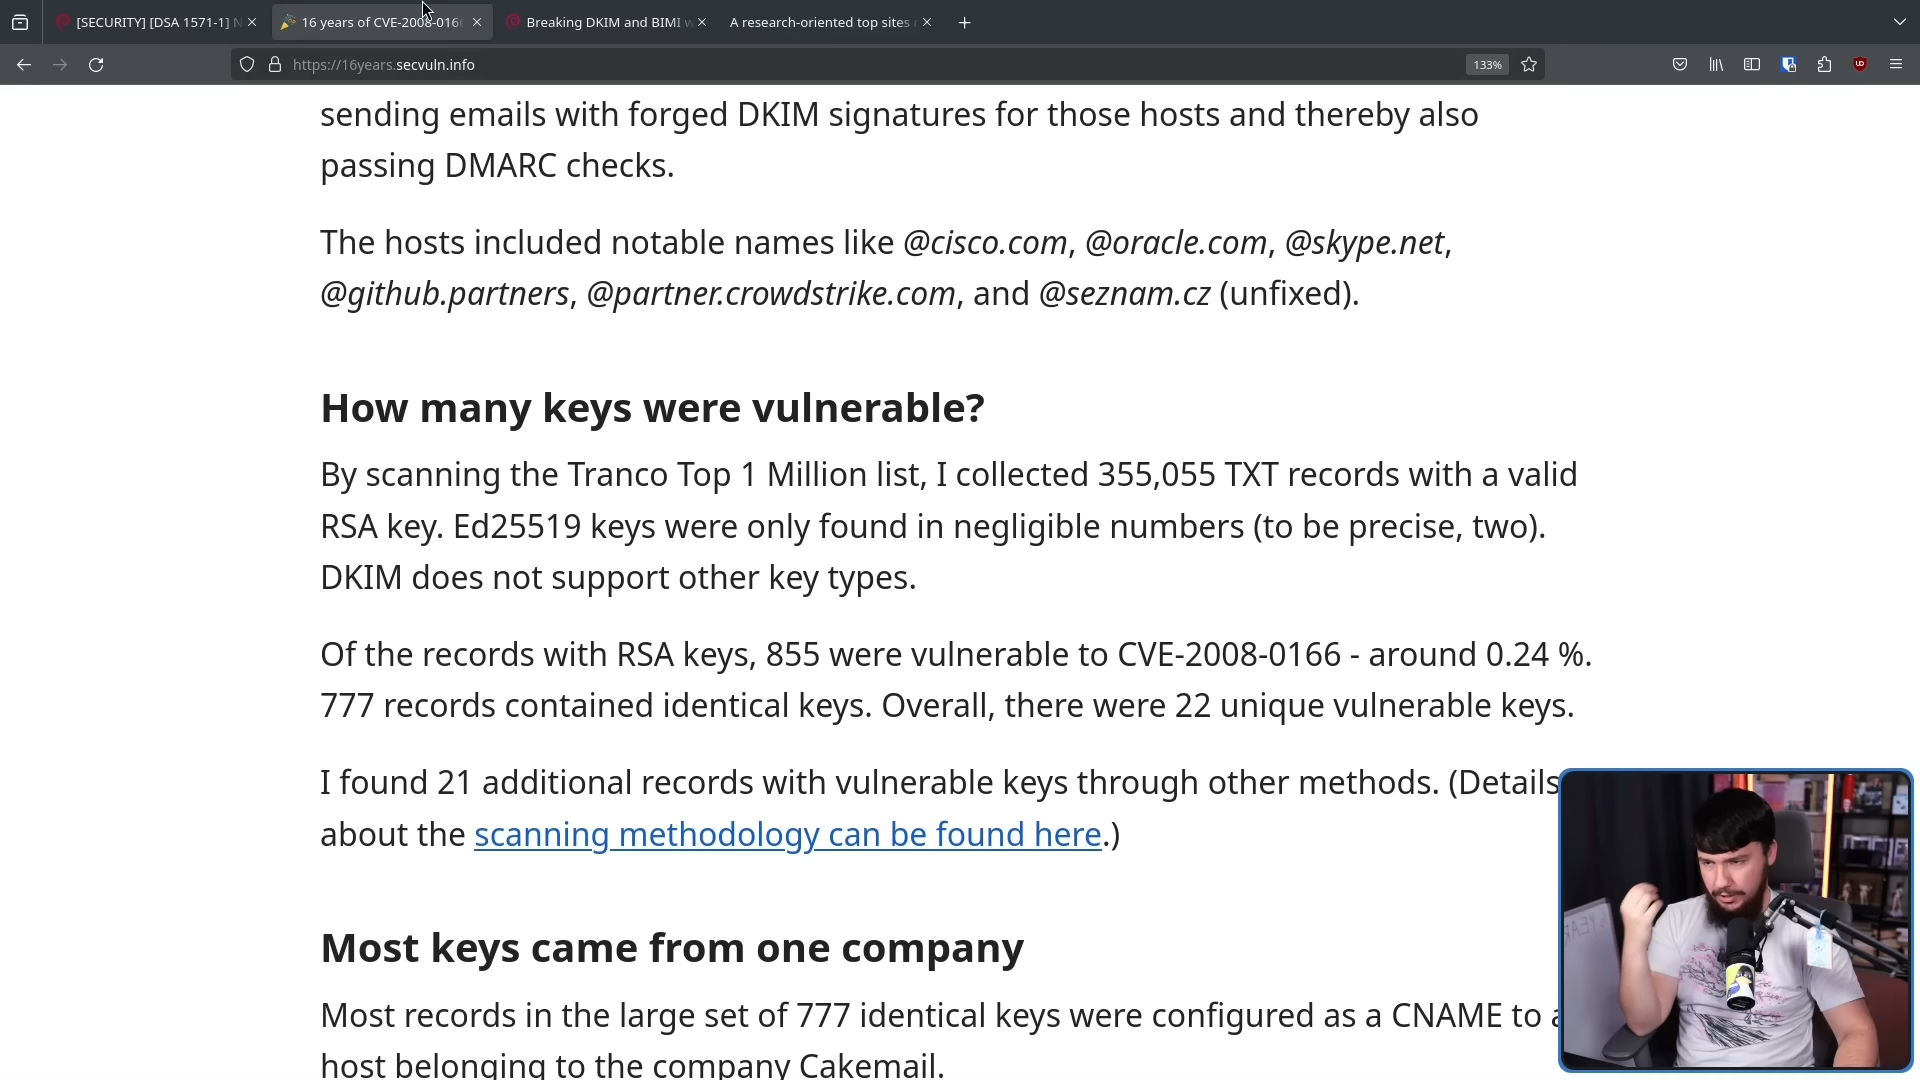 [SECURITY] [DSA 1571-1] N
16 years of CVE-2008-016
Breaking DKIM and BIMI w
A research-oriented top sites r
https://16years.secvuln.info
133%
sending emails with forged DKIM signatures for those hosts and thereby also
passing DMARC checks.
The hosts included notable names like @cisco.com, @oracle.com, @skype.net,
@github.partners, @partner.crowdstrike.com, and @seznam.cz (unfixed).
How many keys were vulnerable?
By scanning the Tranco Top 1 Million list, I collected 355,055 TXT records with a valid
RSA key. Ed25519 keys were only found in negligible numbers (to be precise, two).
DKIM does not support other key types.
Of the records with RSA keys, 855 were vulnerable to CVE-2008-0166 - around 0.24 %.
777 records contained identical keys. Overall, there were 22 unique vulnerable keys.
I found 21 additional records with vulnerable keys through other methods. (Details
about the scanning methodology can be found here.)
Most keys came from one company
Most records in the large set of 777 identical keys were configured as a CNAME to a
host belonging to the company Cakemail.